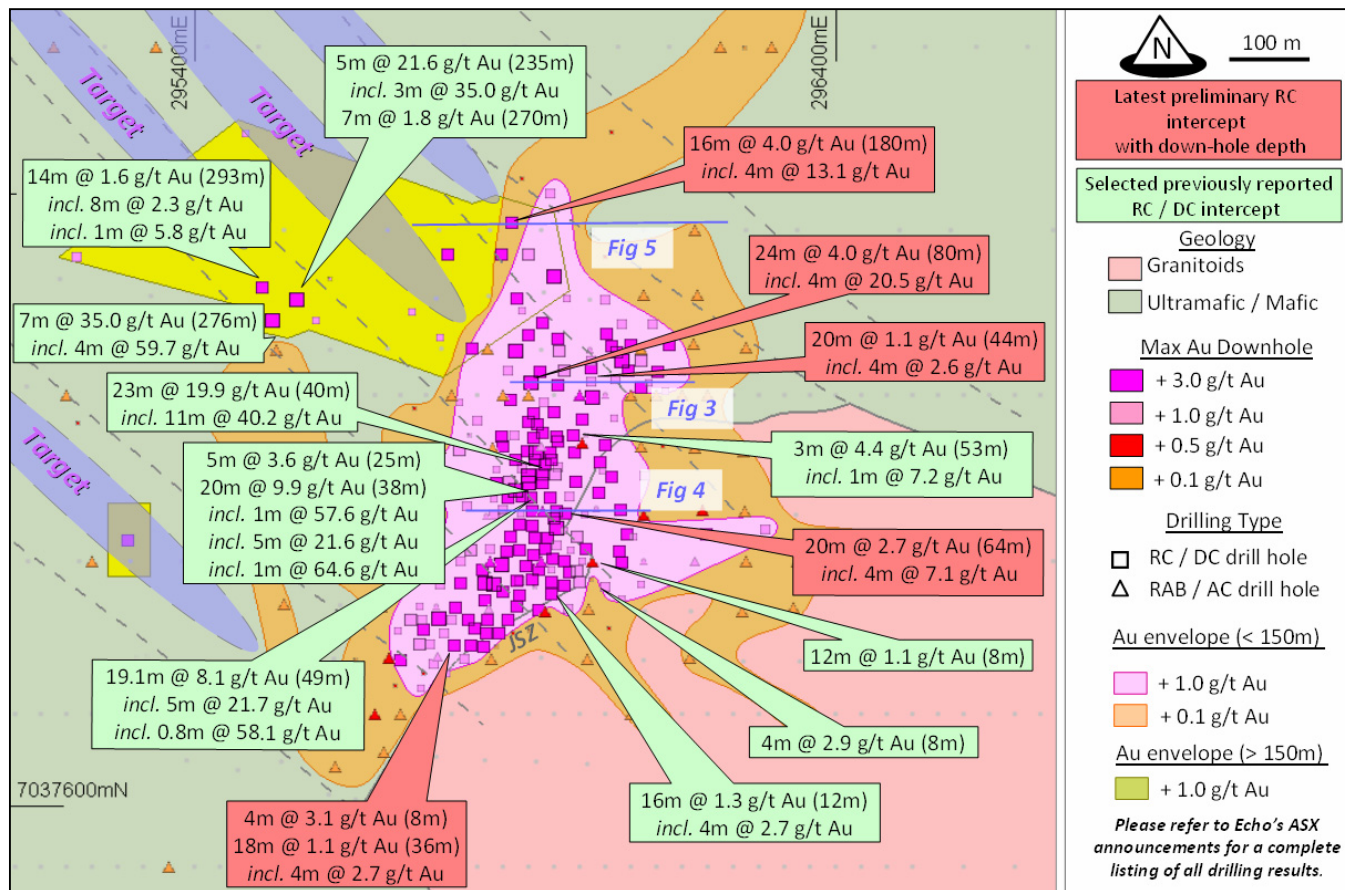 295400mE
296400mE
7037600mN
Target
Target
Target
5m @ 21.6 g/t Au (235m)
incl. 3m @ 35.0 g/t Au
7m @ 1.8 g/t Au (270m)
16m @ 4.0 g/t Au (180m)
incl. 4m @ 13.1 g/t Au
14m @ 1.6 g/t Au (293m)
incl. 8m @ 2.3 g/t Au
incl. 1m @ 5.8 g/t Au
Fig 5
24m @ 4.0 g/t Au (80m)
incl. 4m @ 20.5 g/t Au
7m @ 35.0 g/t Au (276m)
incl. 4m @ 59.7 g/t Au
20m @ 1.1 g/t Au (44m)
incl. 4m @ 2.6 g/t Au
23m @ 19.9 g/t Au (40m)
incl. 11m @ 40.2 g/t Au
Fig 3
3m @ 4.4 g/t Au (53m)
incl. 1m @ 7.2 g/t Au
5m @ 3.6 g/t Au (25m)
20m @ 9.9 g/t Au (38m)
incl. 1m @ 57.6 g/t Au
incl. 5m @ 21.6 g/t Au
incl. 1m @ 64.6 g/t Au
Fig 4
20m @ 2.7 g/t Au (64m)
incl. 4m @ 7.1 g/t Au
JSZ
12m @ 1.1 g/t Au (8m)
19.1m @ 8.1 g/t Au (49m)
incl. 5m @ 21.7 g/t Au
incl. 0.8m @ 58.1 g/t Au
4m @ 2.9 g/t Au (8m)
16m @ 1.3 g/t Au (12m)
incl. 4m @ 2.7 g/t Au
4m @ 3.1 g/t Au (8m)
18m @ 1.1 g/t Au (36m)
incl. 4m @ 2.7 g/t Au
N
100 m
Latest preliminary RC
intercept
with down-hole depth
Selected previously reported
RC / DC intercept
Geology
Granitoids
Ultramafic / Mafic
Max Au Downhole
+ 3.0 g/t Au
+ 1.0 g/t Au
+ 0.5 g/t Au
+ 0.1 g/t Au
Drilling Type
RC / DC drill hole
RAB / AC drill hole
Au envelope (< 150m)
+ 1.0 g/t Au
+ 0.1 g/t Au
Au envelope (> 150m)
+ 1.0 g/t Au
Please refer to Echo's ASX
announcements for a complete
listing of all drilling results.